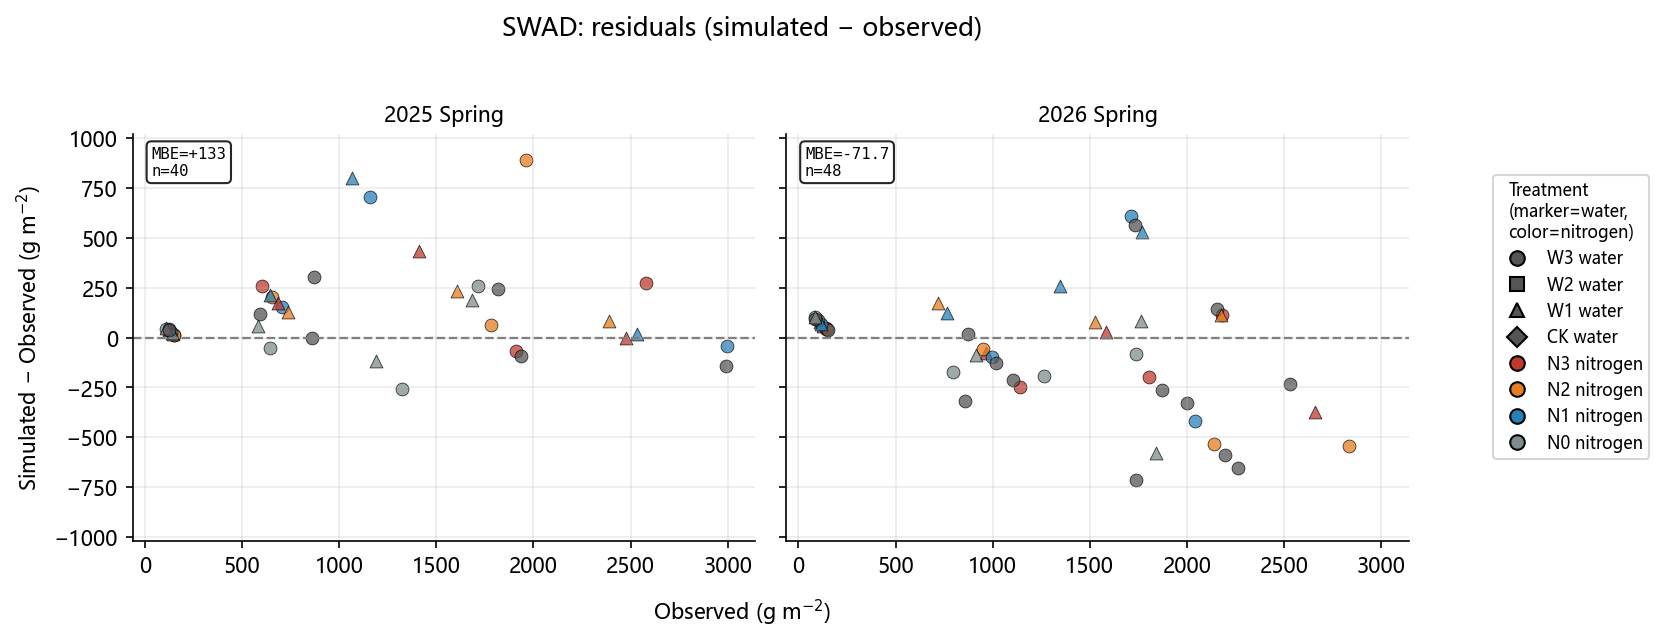 SWAD: residuals (simulated − observed)
2025 Spring
2026 Spring
MBE=+133
n=40
MBE=-71.7
n=48
Simulated − Observed (g m⁻²)
1000
750
500
250
0
−250
−500
−750
−1000
0 500 1000 1500 2000 2500 3000
0 500 1000 1500 2000 2500 3000
Observed (g m⁻²)
Treatment
(marker=water,
color=nitrogen)
W3 water
W2 water
W1 water
CK water
N3 nitrogen
N2 nitrogen
N1 nitrogen
N0 nitrogen